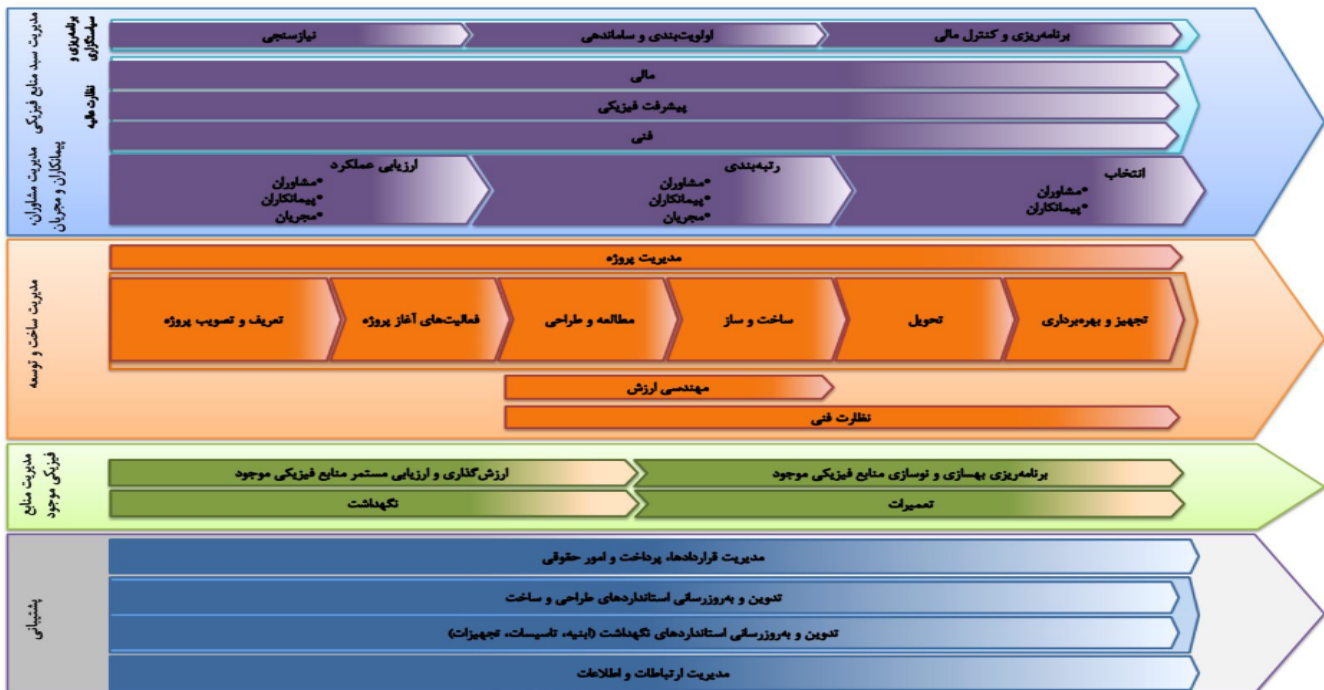 مدیریت سبد منابع فیزیکی
برنامه‌ریزی و
سیاستگزاری
نیازسنجی
اولویت‌بندی و ساماندهی
برنامه‌ریزی و کنترل مالی
نظارت عالیه
مالی
پیشرفت فیزیکی
فنی
مدیریت مشاوران،
پیمانکاران و مجریان
ارزیابی عملکرد
•مشاوران
•پیمانکاران
•مجریان
رتبه‌بندی
•مشاوران
•پیمانکاران
•مجریان
انتخاب
•مشاوران
•پیمانکاران
مدیریت ساخت و توسعه
مدیریت پروژه
تعریف و تصویب پروژه
فعالیت‌های آغاز پروژه
مطالعه و طراحی
ساخت و ساز
تحویل
تجهیز و بهره‌برداری
مهندسی ارزش
نظارت فنی
مدیریت منابع
فیزیکی موجود
ارزش‌گذاری و ارزیابی مستمر منابع فیزیکی موجود
برنامه‌ریزی بهسازی و نوسازی منابع فیزیکی موجود
نگهداشت
تعمیرات
پشتیبانی
مدیریت قراردادها، پرداخت و امور حقوقی
تدوین و به‌روزرسانی استانداردهای طراحی و ساخت
تدوین و به‌روزرسانی استانداردهای نگهداشت (ابنیه، تاسیسات، تجهیزات)
مدیریت ارتباطات و اطلاعات